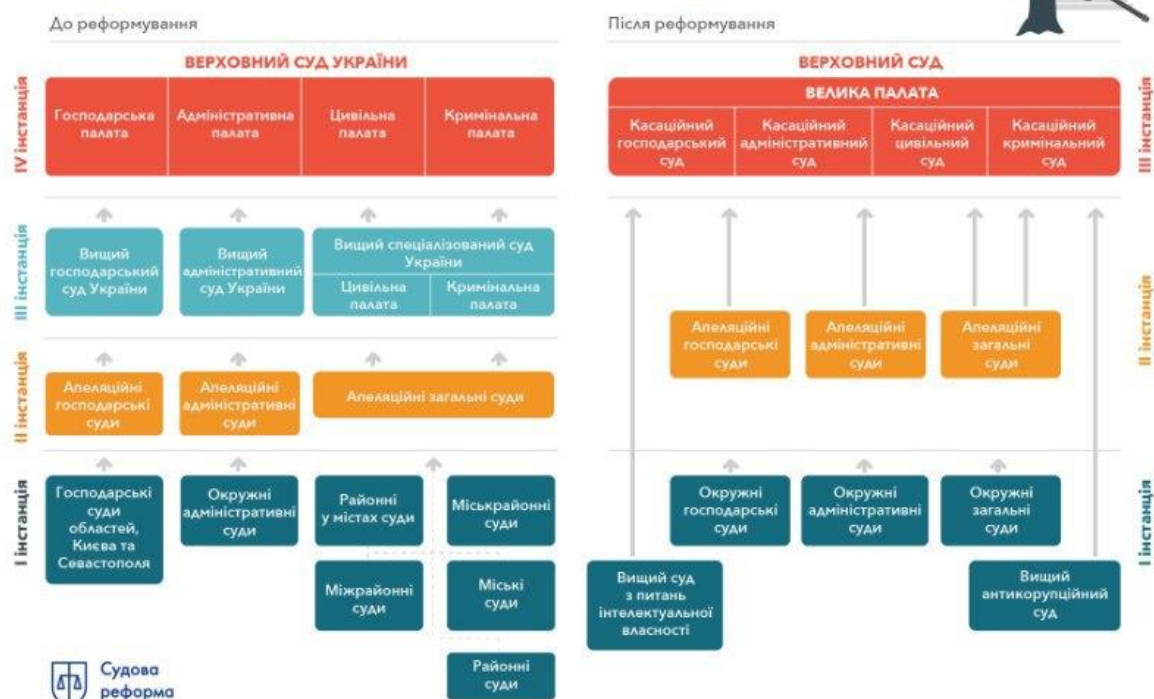 До реформування
ВЕРХОВНИЙ СУД УКРАЇНИ
IV інстанція
Господарська
палата
Адміністративна
палата
Цивільна
палата
Кримінальна
палата
III інстанція
Вищий
господарський
суд України
Вищий
адміністративний
суд України
Вищий спеціалізований суд
України
Цивільна
палата
Кримінальна
палата
II інстанція
Апеляційні
господарські
суди
Апеляційні
адміністративні
суди
Апеляційні загальні суди
I інстанція
Господарські
суди
областей,
Києва та
Севастополя
Окружні
адміністративні
суди
Районні
у містах суди
Міськрайонні
суди
Міжрайонні
суди
Міські
суди
Районні
суди
Судова
реформа
Після реформування
ВЕРХОВНИЙ СУД
ВЕЛИКА ПАЛАТА
Касаційний
господарський
суд
Касаційний
адміністративний
суд
Касаційний
цивільний
суд
Касаційний
кримінальний
суд
III інстанція
Апеляційні
господарські
суди
Апеляційні
адміністративні
суди
Апеляційні
загальні
суди
II інстанція
Окружні
господарські
суди
Окружні
адміністративні
суди
Окружні
загальні
суди
I інстанція
Вищий суд
з питань
інтелектуальної
власності
Вищий
антикорупційний
суд